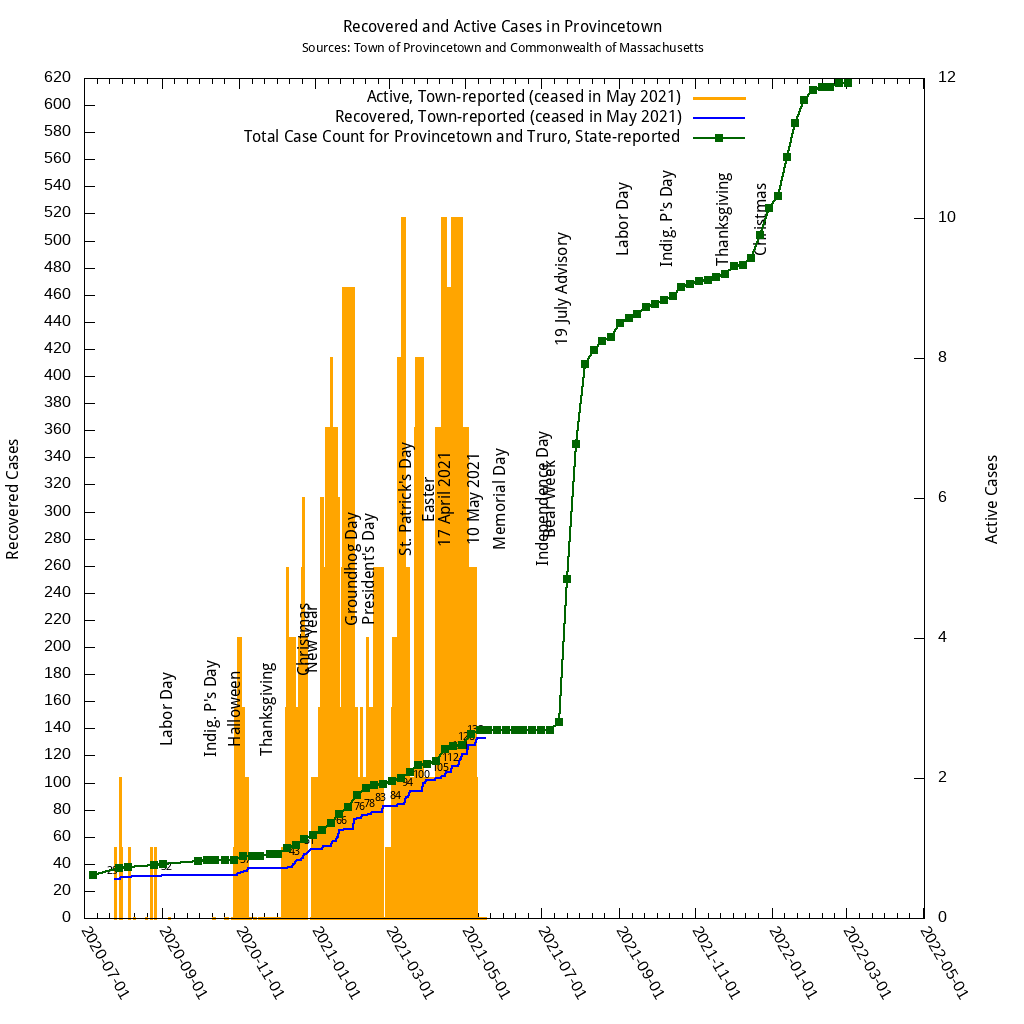 Recovered and Active Cases in Provincetown
Sources: Town of Provincetown and Commonwealth of Massachusetts
Active, Town-reported (ceased in May 2021)
Recovered, Town-reported (ceased in May 2021)
Total Case Count for Provincetown and Truro, State-reported
Recovered Cases
620
600
580
560
540
520
500
480
460
440
420
400
380
360
340
320
300
280
260
240
220
200
180
160
140
120
100
80
60
40
20
0
Active Cases
12
10
8
6
4
2
0
Labor Day
Indig. P's Day
Halloween
Thanksgiving
Christmas
New Year
Groundhog Day
President's Day
St. Patrick's Day
Easter
17 April 2021
10 May 2021
Memorial Day
Independence Day
Bear Week
19 July Advisory
Labor Day
Indig. P's Day
Thanksgiving
Christmas
32
43
66
76
78
83
84
94
100
105
112
2020-07-01
2020-09-01
2020-11-01
2021-01-01
2021-03-01
2021-05-01
2021-07-01
2021-09-01
2021-11-01
2022-01-01
2022-03-01
2022-05-01